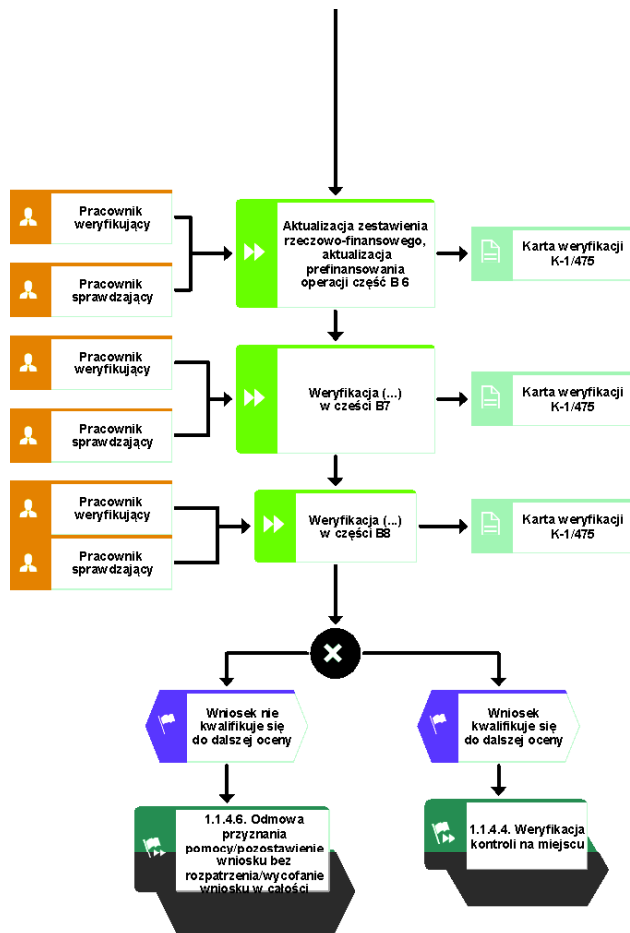 Pracownik
weryfikujący
Pracownik
sprawdzający
Aktualizacja zestawienia
rzeczowo-finansowego,
aktualizacja
prefinansowania
operacji część B 6
Karta weryfikacji
K-1/475
Pracownik
weryfikujący
Pracownik
sprawdzający
Weryfikacja (...)
w cześci B7
Karta weryfikacji
K-1/475
Pracownik
weryfikujący
Pracownik
sprawdzający
Weryfikacja (...)
w części B8
Karta weryfikacji
K-1/475
Wniosek nie
kwalifikuje się
do dalszej oceny
Wniosek
kwalifikuje się
do dalszej oceny
1.1.4.6. Odmowa
przyznania
pomocy/pozostawienie
wniosku bez
rozpatrzenia/wycofanie
wniosku w całości
1.1.4.4. Weryfikacja
kontroli na miejscu